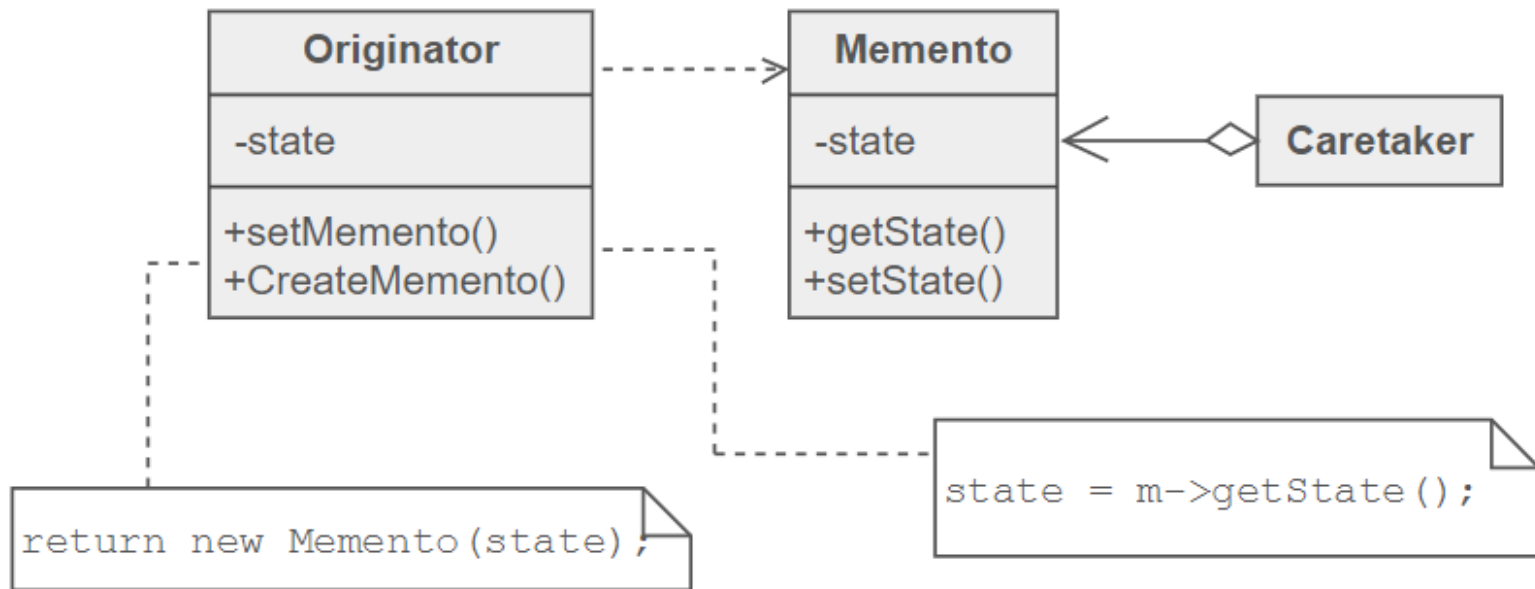 Originator
-state
+setMemento()
+CreateMemento()
Memento
-state
+getState()
+setState()
Caretaker
return new Memento(state);
state = m->getState();